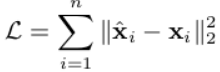 $\mathcal{L} = \sum_{i=1}^{n} \|\hat{\mathbf{x}}_i - \mathbf{x}_i\|_2^2$